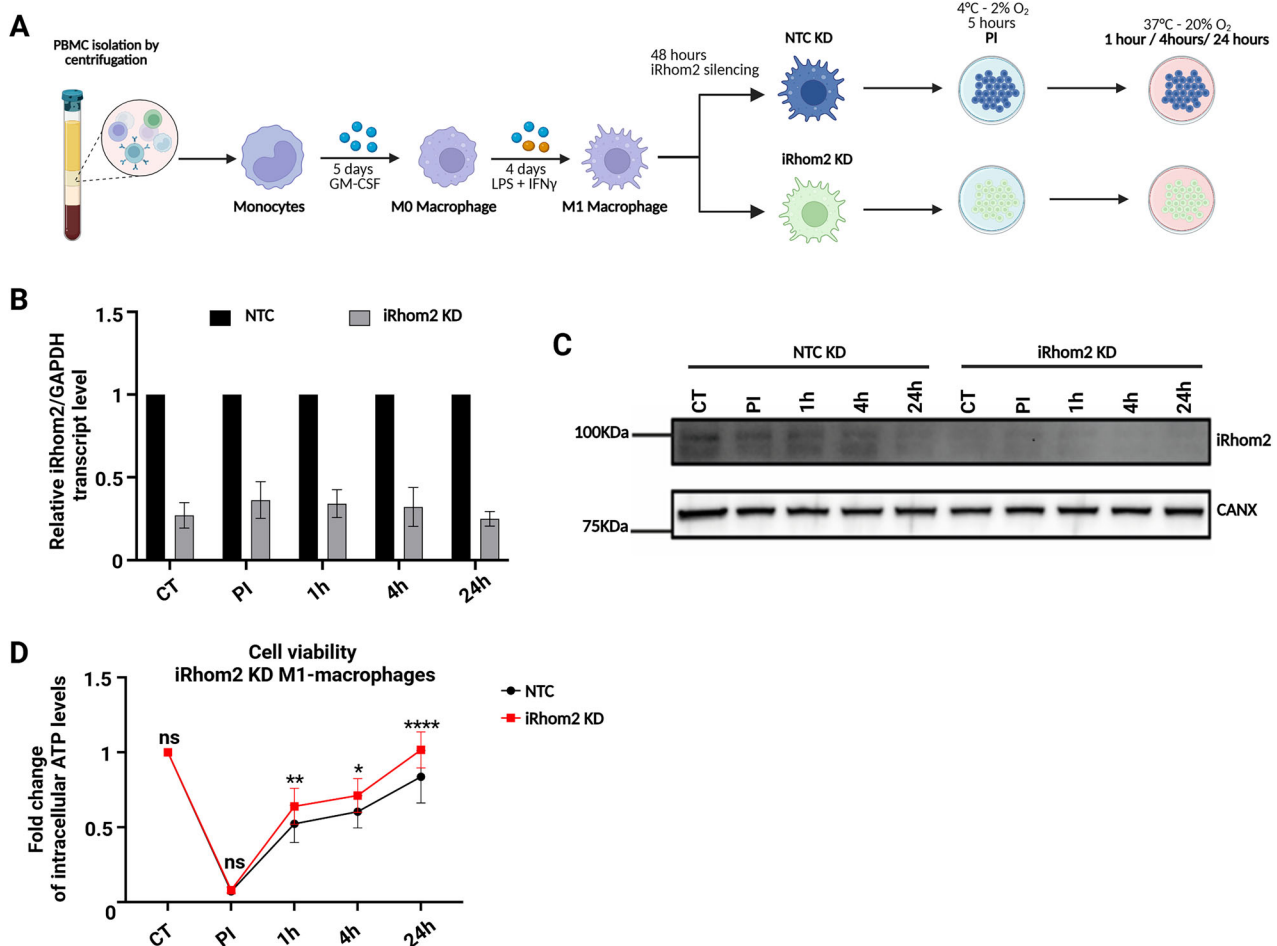 A
PBMC isolation by
centrifugation
Monocytes
5 days
GM-CSF
M0 Macrophage
4 days
LPS + IFNγ
M1 Macrophage
48 hours
iRhom2 silencing
NTC KD
iRhom2 KD
4°C - 2% O₂
5 hours
PI
37°C - 20% O₂
1 hour / 4hours/ 24 hours
B
Relative iRhom2/GAPDH
transcript level
1.5
1
0.5
0
NTC
iRhom2 KD
CT
PI
1h
4h
24h
C
NTC KD
iRhom2 KD
CT
PI
1h
4h
24h
CT
PI
1h
4h
24h
100KDa
iRhom2
75KDa
CANX
D
Cell viability
iRhom2 KD M1-macrophages
Fold change
of intracellular ATP levels
1.5
1
0.5
0
ns
ns
**
*
****
NTC
iRhom2 KD
CT
PI
1h
4h
24h